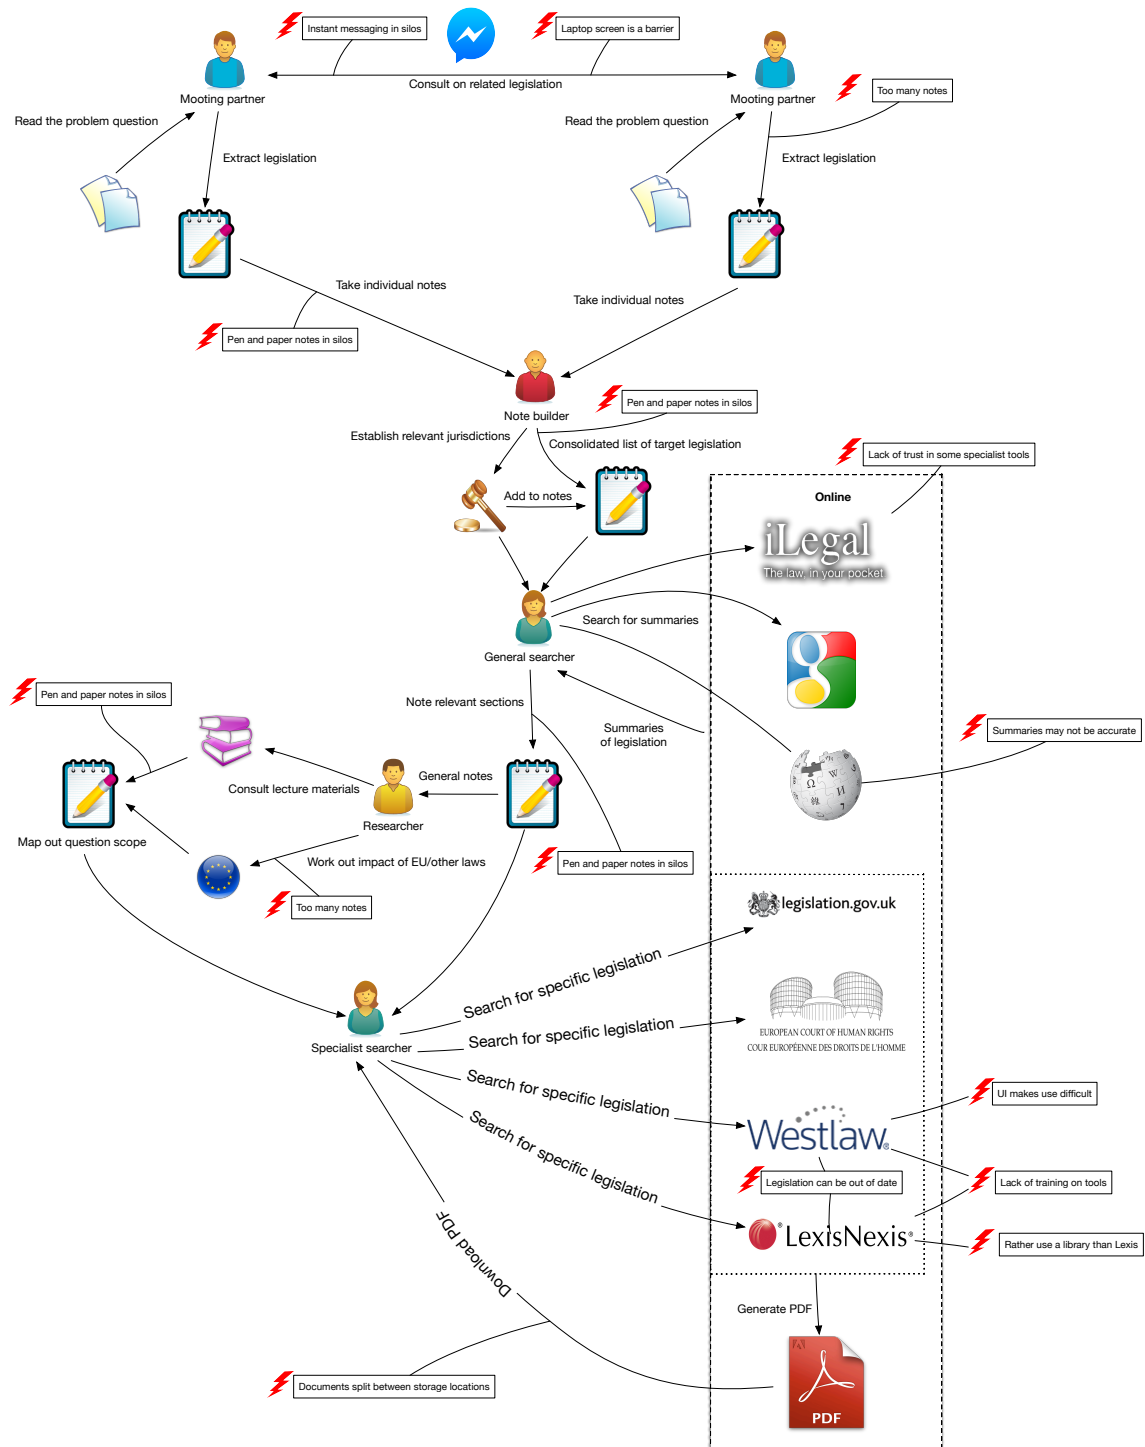 Instant messaging in silos
Laptop screen is a barrier
Consult on related legislation
Mooting partner
Mooting partner
Too many notes
Read the problem question
Read the problem question
Extract legislation
Extract legislation
Take individual notes
Take individual notes
Pen and paper notes in silos
Note builder
Pen and paper notes in silos
Establish relevant jurisdictions
Consolidated list of target legislation
Lack of trust in some specialist tools
Add to notes
Online
iLegal
The law, in your pocket
Search for summaries
General searcher
Pen and paper notes in silos
Note relevant sections
Summaries
of legislation
Summaries may not be accurate
General notes
Consult lecture materials
Researcher
Map out question scope
Work out impact of EU/other laws
Pen and paper notes in silos
Too many notes
legislation.gov.uk
Search for specific legislation
EUROPEAN COURT OF HUMAN RIGHTS
COUR EUROPÉENNE DES DROITS DE L'HOMME
Search for specific legislation
Specialist searcher
Search for specific legislation
UI makes use difficult
Westlaw®
Search for specific legislation
Legislation can be out of date
Lack of training on tools
LexisNexis®
Rather use a library than Lexis
Download PDF
Generate PDF
Documents split between storage locations
PDF